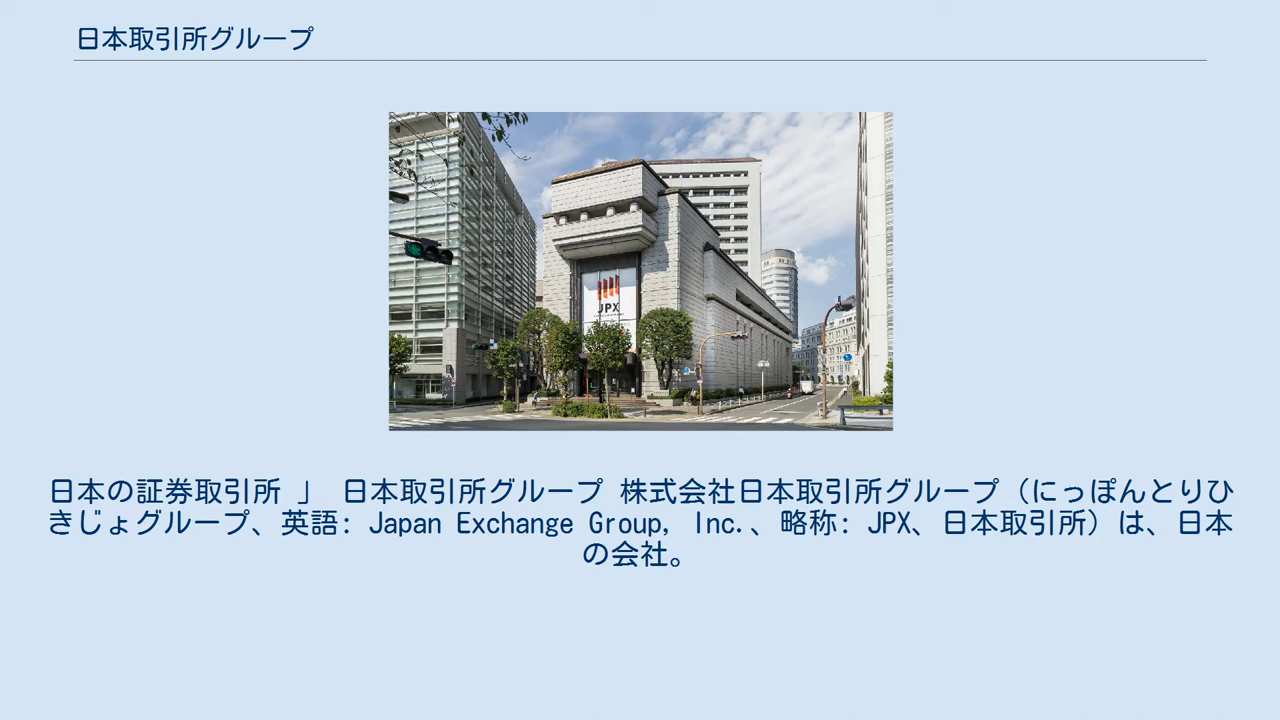 日本取引所グループ
JPX
日本の証券取引所 」 日本取引所グループ 株式会社日本取引所グループ（にっぽんとりひ
きじょグループ、英語: Japan Exchange Group, Inc.、略称: JPX、日本取引所）は、日本
の会社。